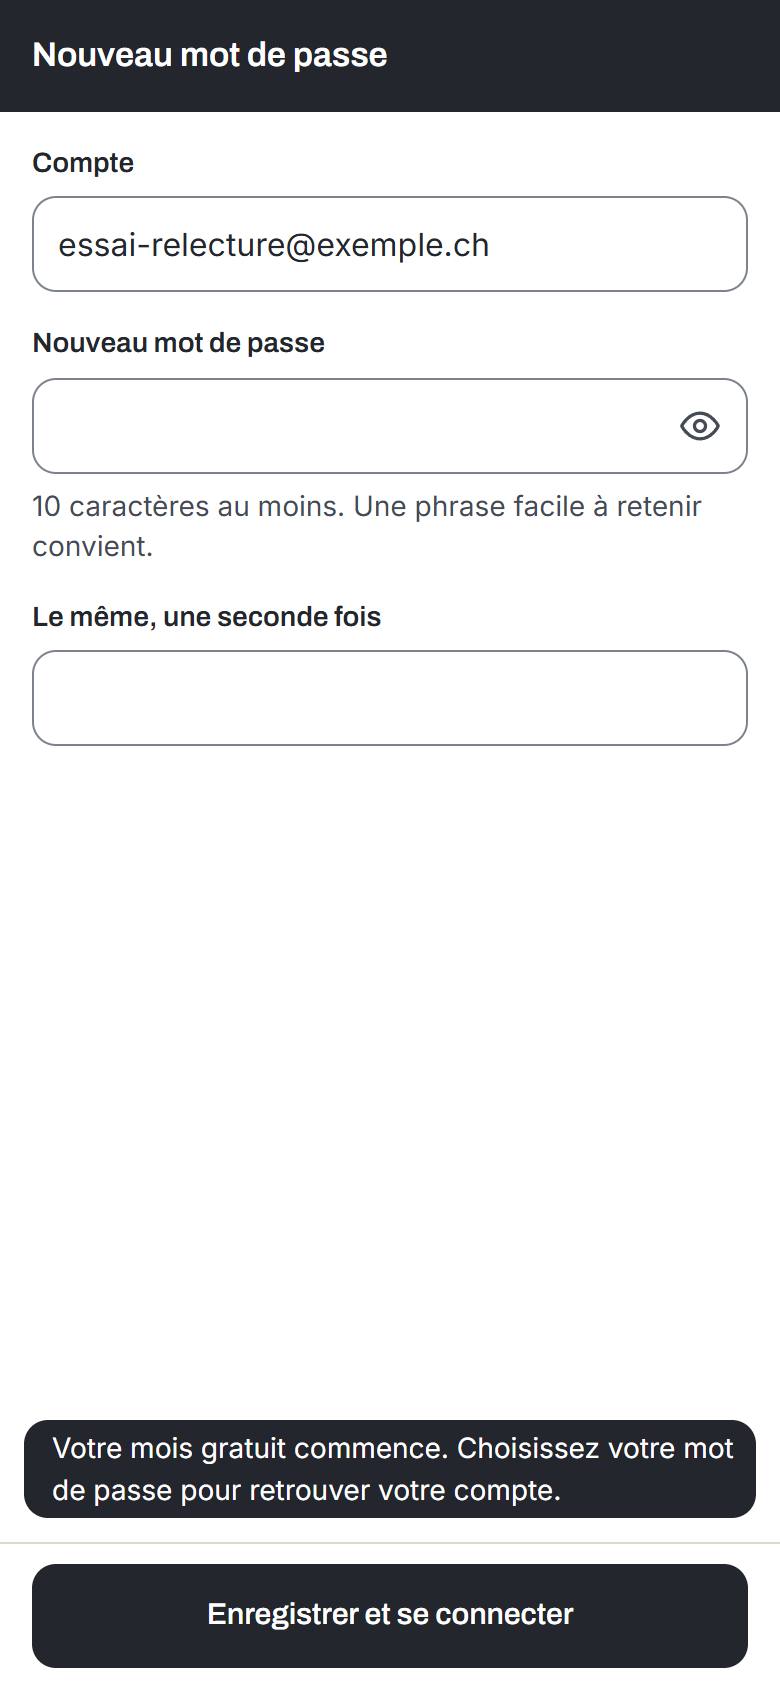 Nouveau mot de passe
Compte
essai-relecture@exemple.ch
Nouveau mot de passe
10 caractères au moins. Une phrase facile à retenir
convient.
Le même, une seconde fois
Votre mois gratuit commence. Choisissez votre mot
de passe pour retrouver votre compte.
Enregistrer et se connecter